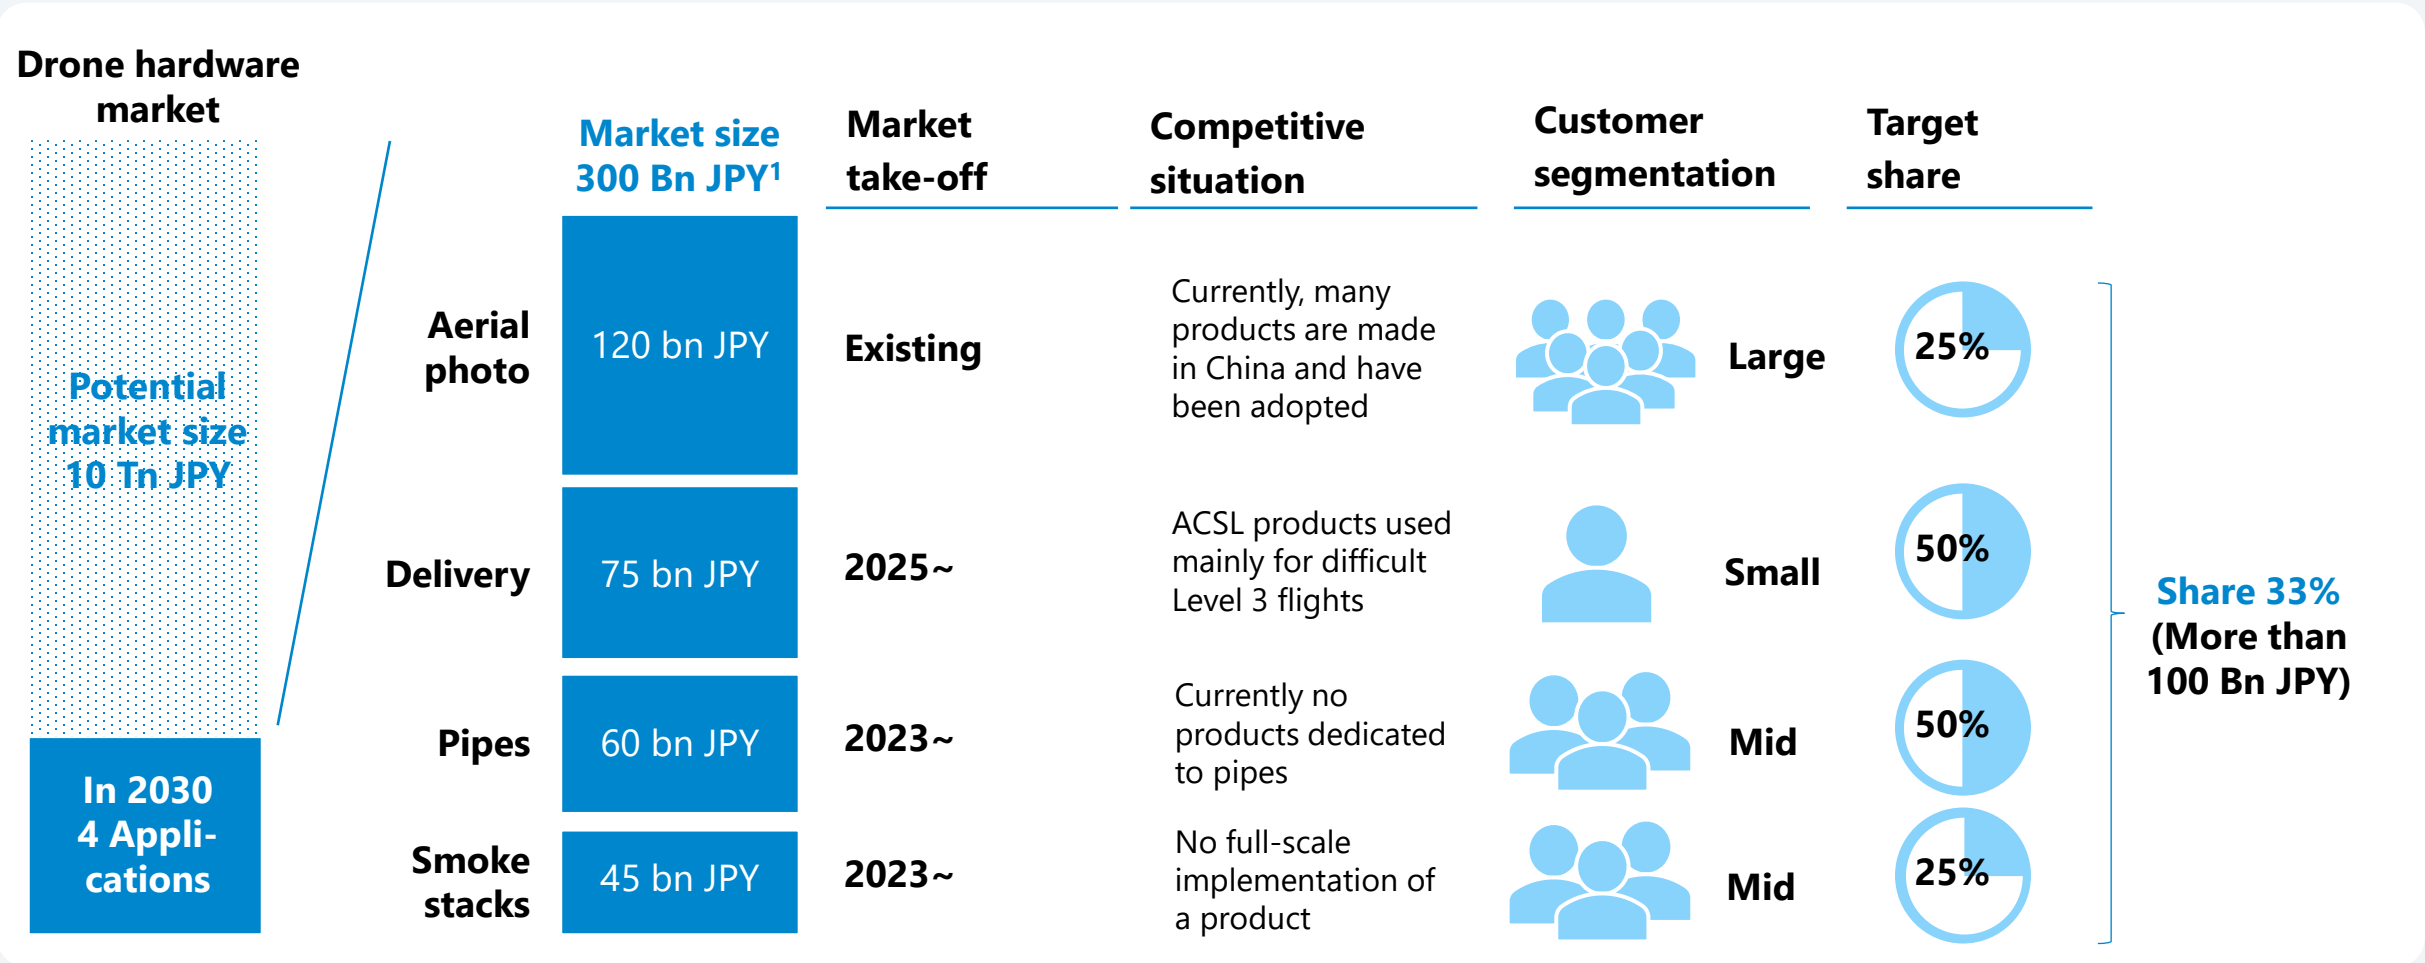 Drone hardware
market
Potential
market size
10 Tn JPY
In 2030
4 Appli-
cations
Market size
300 Bn JPY¹
Market
take-off
Competitive
situation
Customer
segmentation
Target
share
Aerial
photo
120 bn JPY
Existing
Currently, many
products are made
in China and have
been adopted
Large
25%
Delivery
75 bn JPY
2025~
ACSL products used
mainly for difficult
Level 3 flights
Small
50%
Pipes
60 bn JPY
2023~
Currently no
products dedicated
to pipes
Mid
50%
Smoke
stacks
45 bn JPY
2023~
No full-scale
implementation of
a product
Mid
25%
Share 33%
(More than
100 Bn JPY)